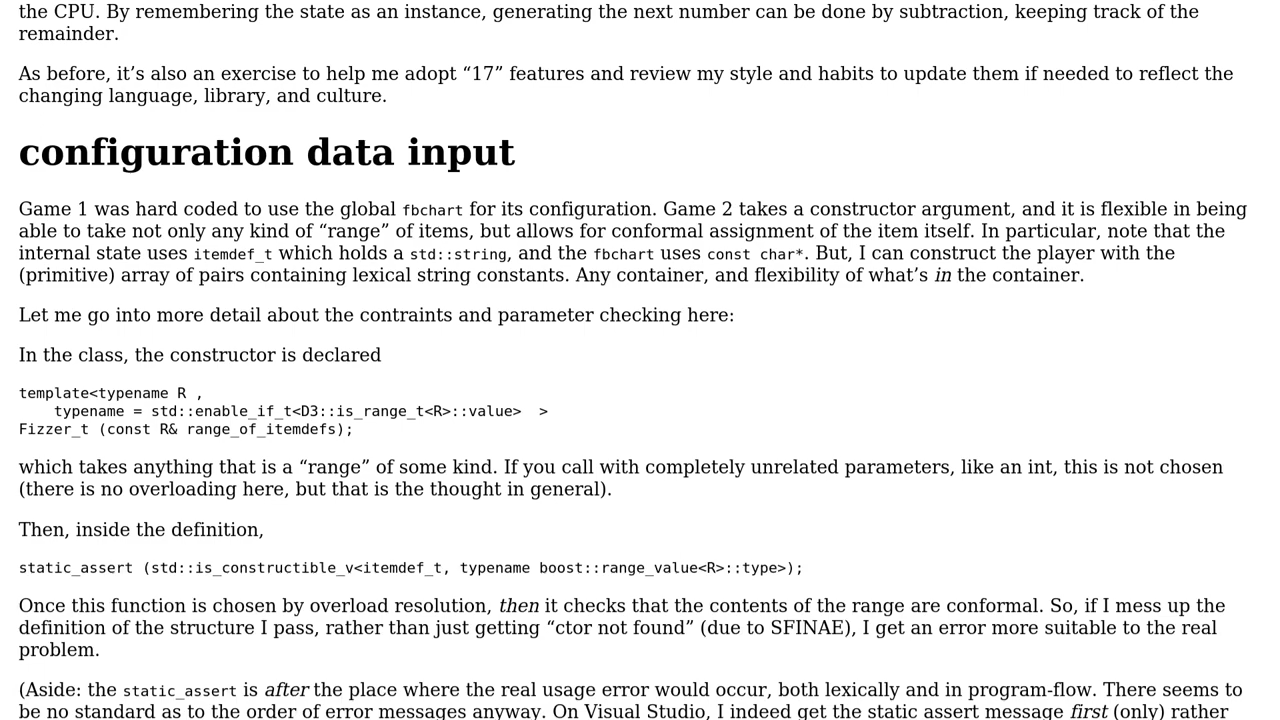 the CPU. By remembering the state as an instance, generating the next number can be done by subtraction, keeping track of the
remainder.
As before, it’s also an exercise to help me adopt “17” features and review my style and habits to update them if needed to reflect the
changing language, library, and culture.
configuration data input
Game 1 was hard coded to use the global fbchart for its configuration. Game 2 takes a constructor argument, and it is flexible in being
able to take not only any kind of “range” of items, but allows for conformal assignment of the item itself. In particular, note that the
internal state uses itemdef_t which holds a std::string, and the fbchart uses const char*. But, I can construct the player with the
(primitive) array of pairs containing lexical string constants. Any container, and flexibility of what’s in the container.
Let me go into more detail about the contraints and parameter checking here:
In the class, the constructor is declared
template<typename R ,
    typename = std::enable_if_t<D3::is_range_t<R>::value>  >
Fizzer_t (const R& range_of_itemdefs);
which takes anything that is a “range” of some kind. If you call with completely unrelated parameters, like an int, this is not chosen
(there is no overloading here, but that is the thought in general).
Then, inside the definition,
static_assert (std::is_constructible_v<itemdef_t, typename boost::range_value<R>::type>);
Once this function is chosen by overload resolution, then it checks that the contents of the range are conformal. So, if I mess up the
definition of the structure I pass, rather than just getting “ctor not found” (due to SFINAE), I get an error more suitable to the real
problem.
(Aside: the static_assert is after the place where the real usage error would occur, both lexically and in program-flow. There seems to
be no standard as to the order of error messages anyway. On Visual Studio, I indeed get the static assert message first (only) rather